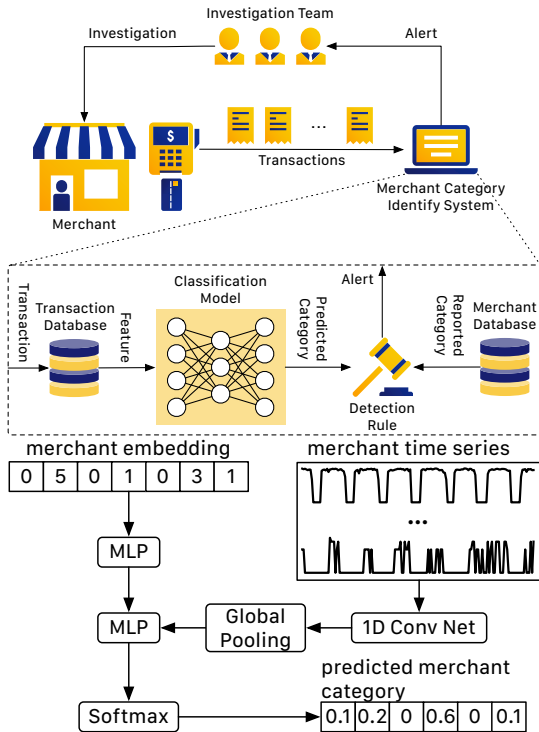 Investigation Team
Investigation
Alert
$
...
Transactions
Merchant
Merchant Category
Identify System
Transaction
Transaction
Database
Feature
Classification
Model
Predicted
Category
Alert
Detection
Rule
Reported
Category
Merchant
Database
merchant embedding
0 5 0 1 0 3 1
merchant time series
...
MLP
MLP
Global
Pooling
1D Conv Net
Softmax
predicted merchant
category
0.1 0.2 0 0.6 0 0.1